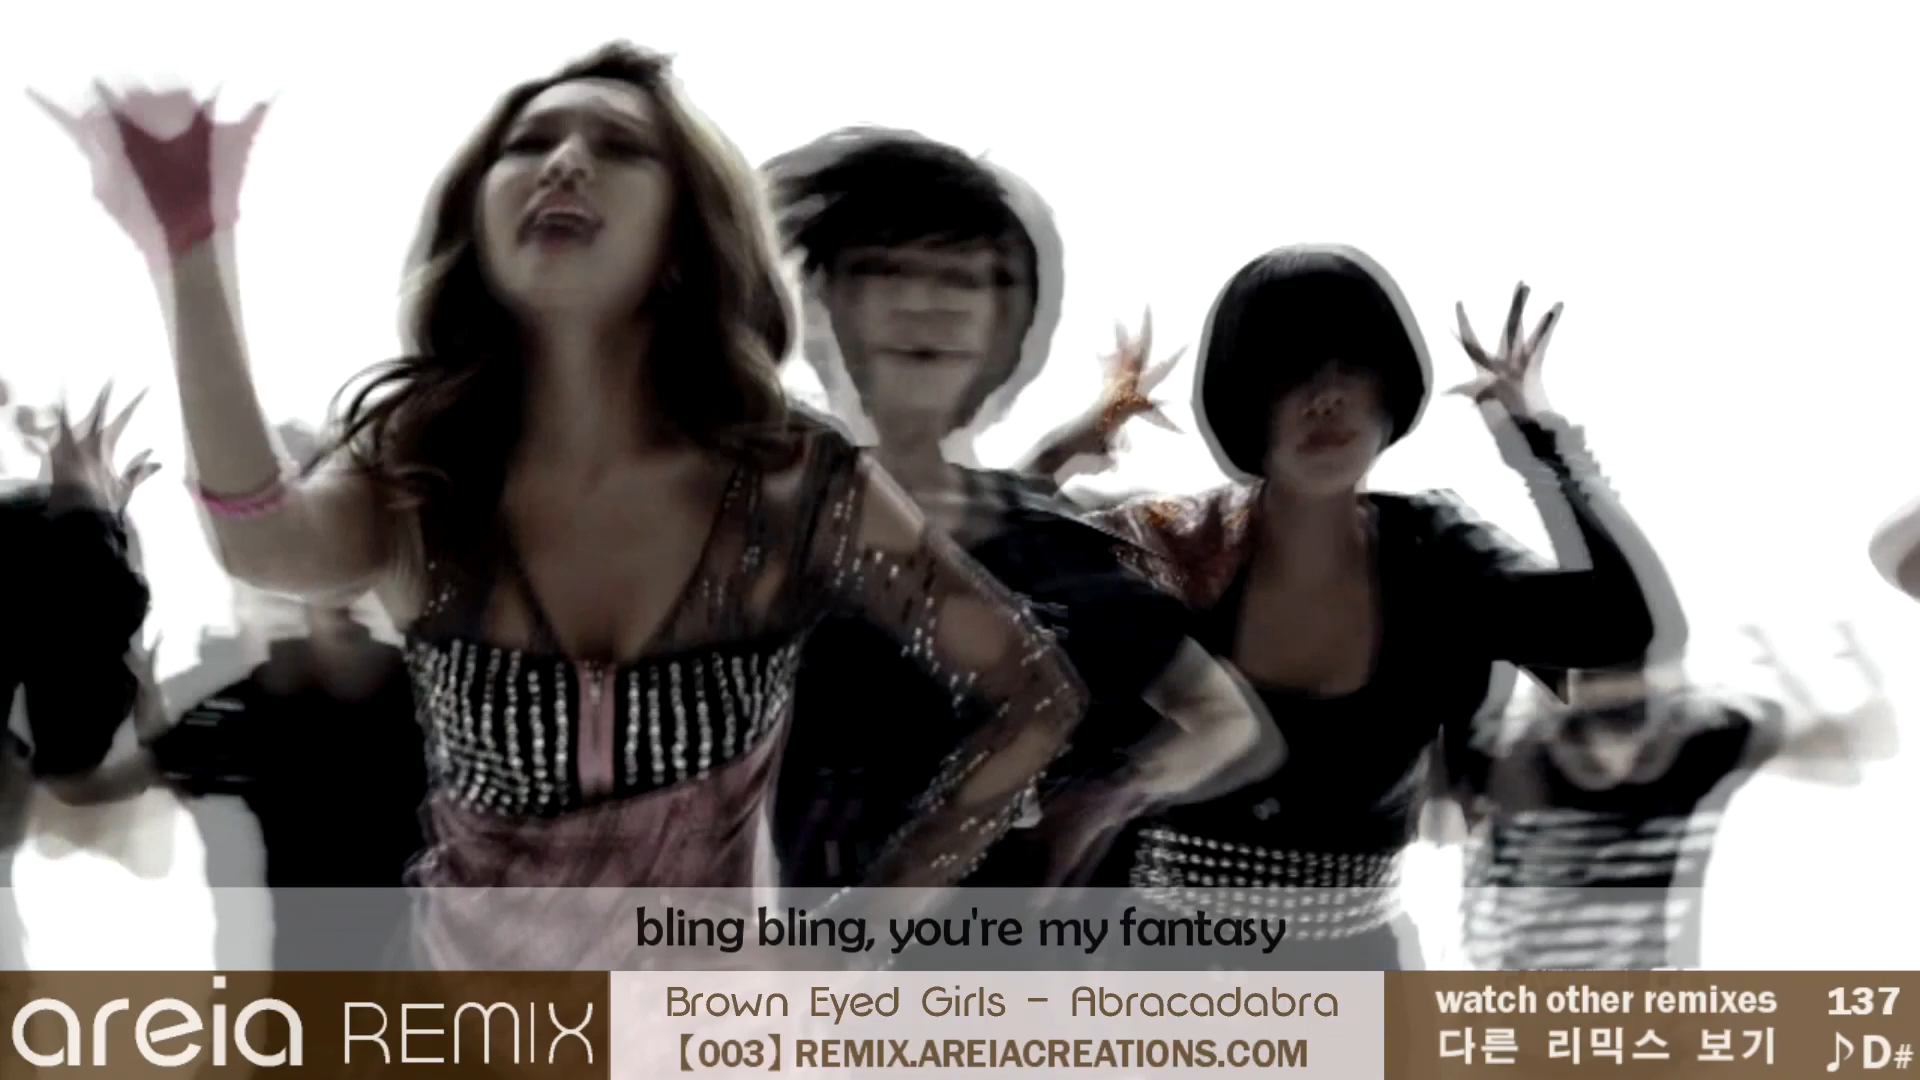 bling bling, you're my fantasy
areia REMIX
Brown Eyed Girls - Abracadabra
【003】REMIX.AREIACREATIONS.COM
watch other remixes
다른 리믹스 보기
137
♪D#